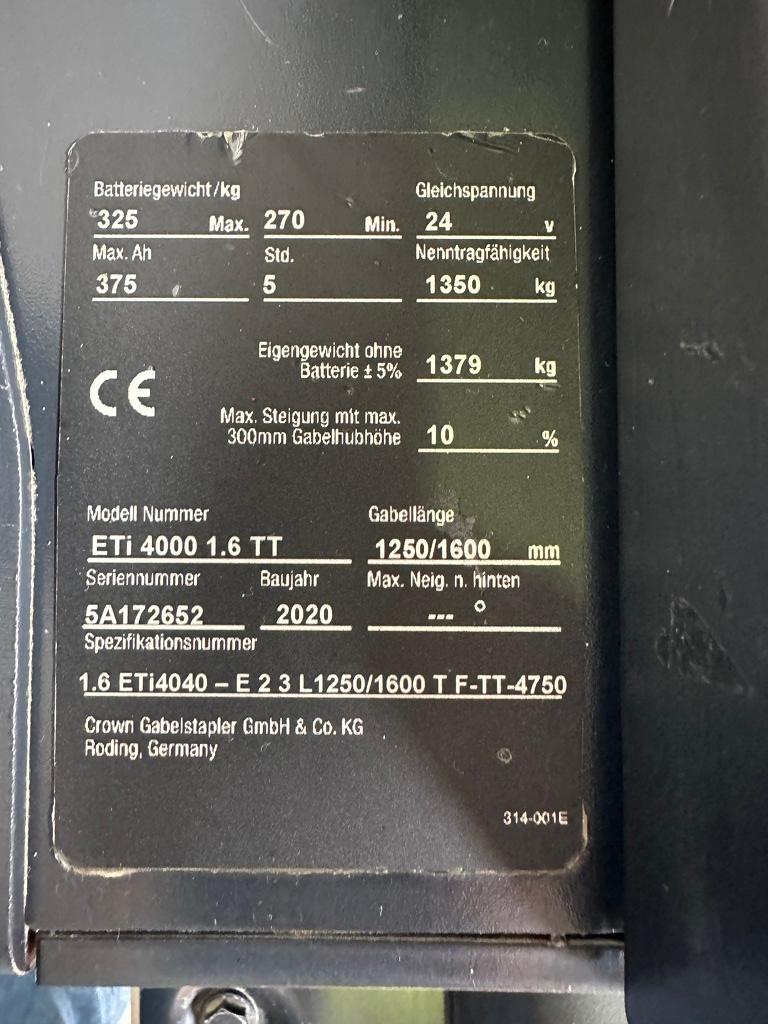 Batteriegewicht/kg Gleichspannung
325 Max. 270 Min. 24 v
Max. Ah Std. Nenntragfähigkeit
375 5 1350 kg
Eigengewicht ohne
Batterie ± 5% 1379 kg
CE
Max. Steigung mit max.
300mm Gabelhubhöhe 10 %
Modell Nummer Gabellänge
ETi 4000 1.6 TT 1250/1600 mm
Seriennummer Baujahr Max. Neig. n. hinten
5A172652 2020 --- °
Spezifikationsnummer
1.6 ETi4040 – E 2 3 L1250/1600 T F-TT-4750
Crown Gabelstapler GmbH & Co. KG
Roding, Germany
314-001E